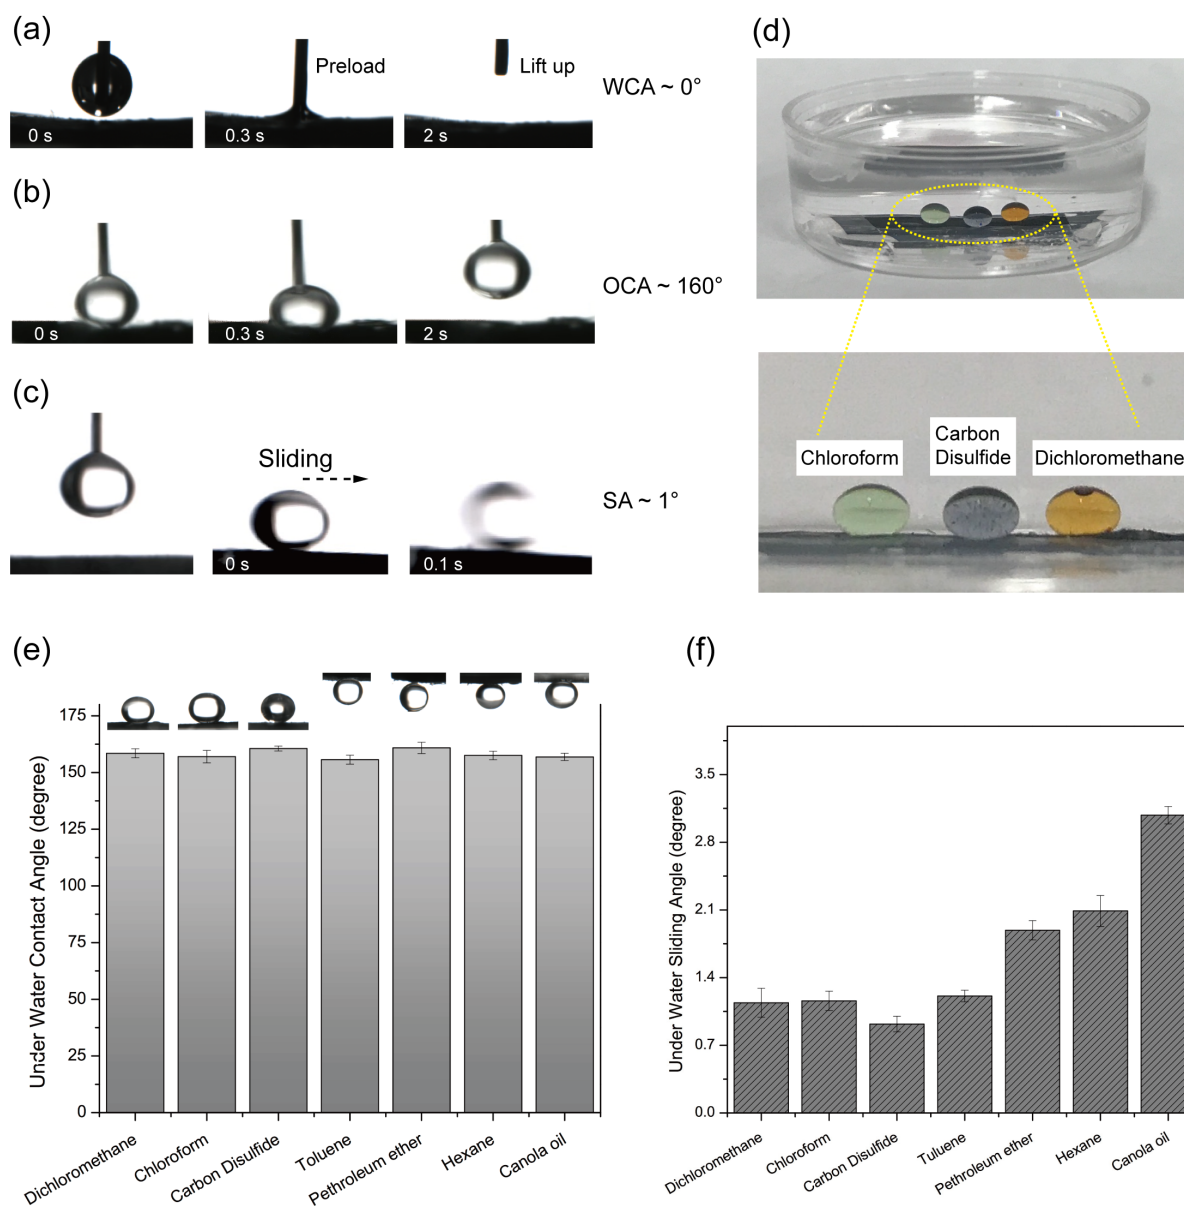 (a)
Preload
Lift up
WCA ~ 0°
0 s
0.3 s
2 s
(b)
OCA ~ 160°
0 s
0.3 s
2 s
(c)
Sliding
SA ~ 1°
0 s
0.1 s
(d)
Chloroform
Carbon
Disulfide
Dichloromethane
(e)
Under Water Contact Angle (degree)
175
150
125
100
75
50
25
0
Dichloromethane
Chloroform
Carbon Disulfide
Toluene
Pethroleum ether
Hexane
Canola oil
(f)
Under Water Sliding Angle (degree)
3.5
2.8
2.1
1.4
0.7
0.0
Dichloromethane
Chloroform
Carbon Disulfide
Tuluene
Pethroleum ether
Hexane
Canola oil